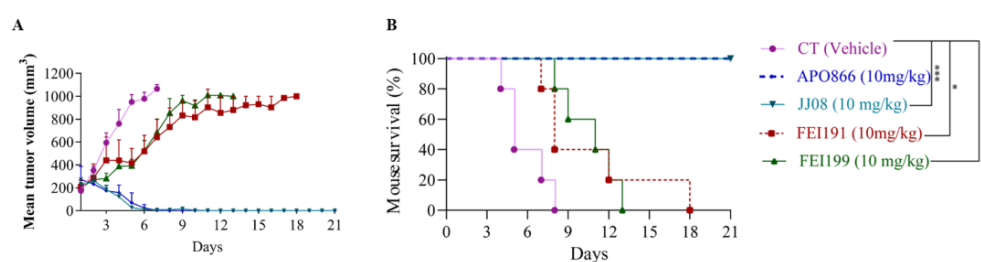 A
Mean tumor volume (mm³)
1200
1000
800
600
400
200
0
3
6
9
12
15
18
21
Days
B
Mouse survival (%)
100
80
60
40
20
0
0
3
6
9
12
15
18
21
Days
CT (Vehicle)
APO866 (10mg/kg)
JJ08 (10 mg/kg)
FEI191 (10mg/kg)
FEI199 (10 mg/kg)
***
*